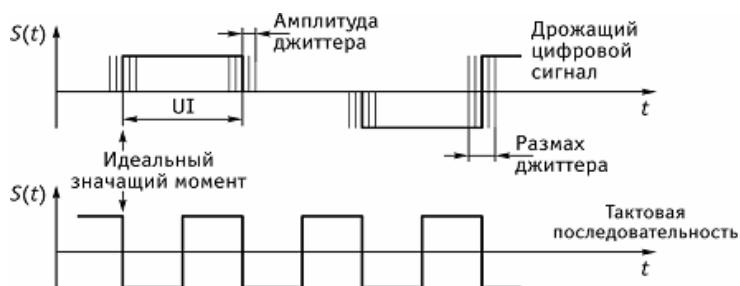 S(t)
Амплитуда
джиттера
Дрожащий
цифровой
сигнал
UI
t
Идеальный
значащий момент
Размах
джиттера
S(t)
Тактовая
последовательность
t